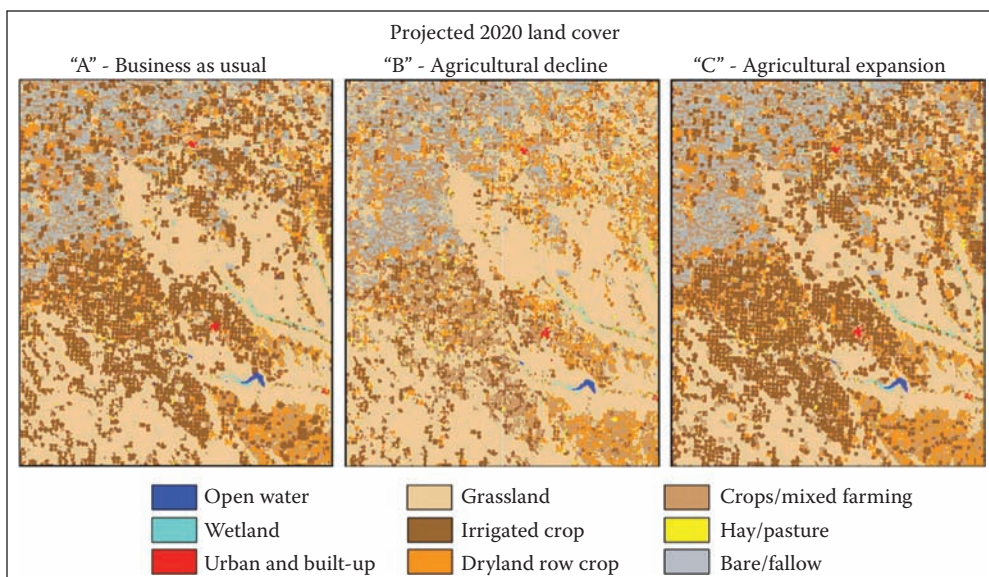 Projected 2020 land cover
“A” - Business as usual “B” - Agricultural decline “C” - Agricultural expansion
Open water Grassland Crops/mixed farming
Wetland Irrigated crop Hay/pasture
Urban and built-up Dryland row crop Bare/fallow